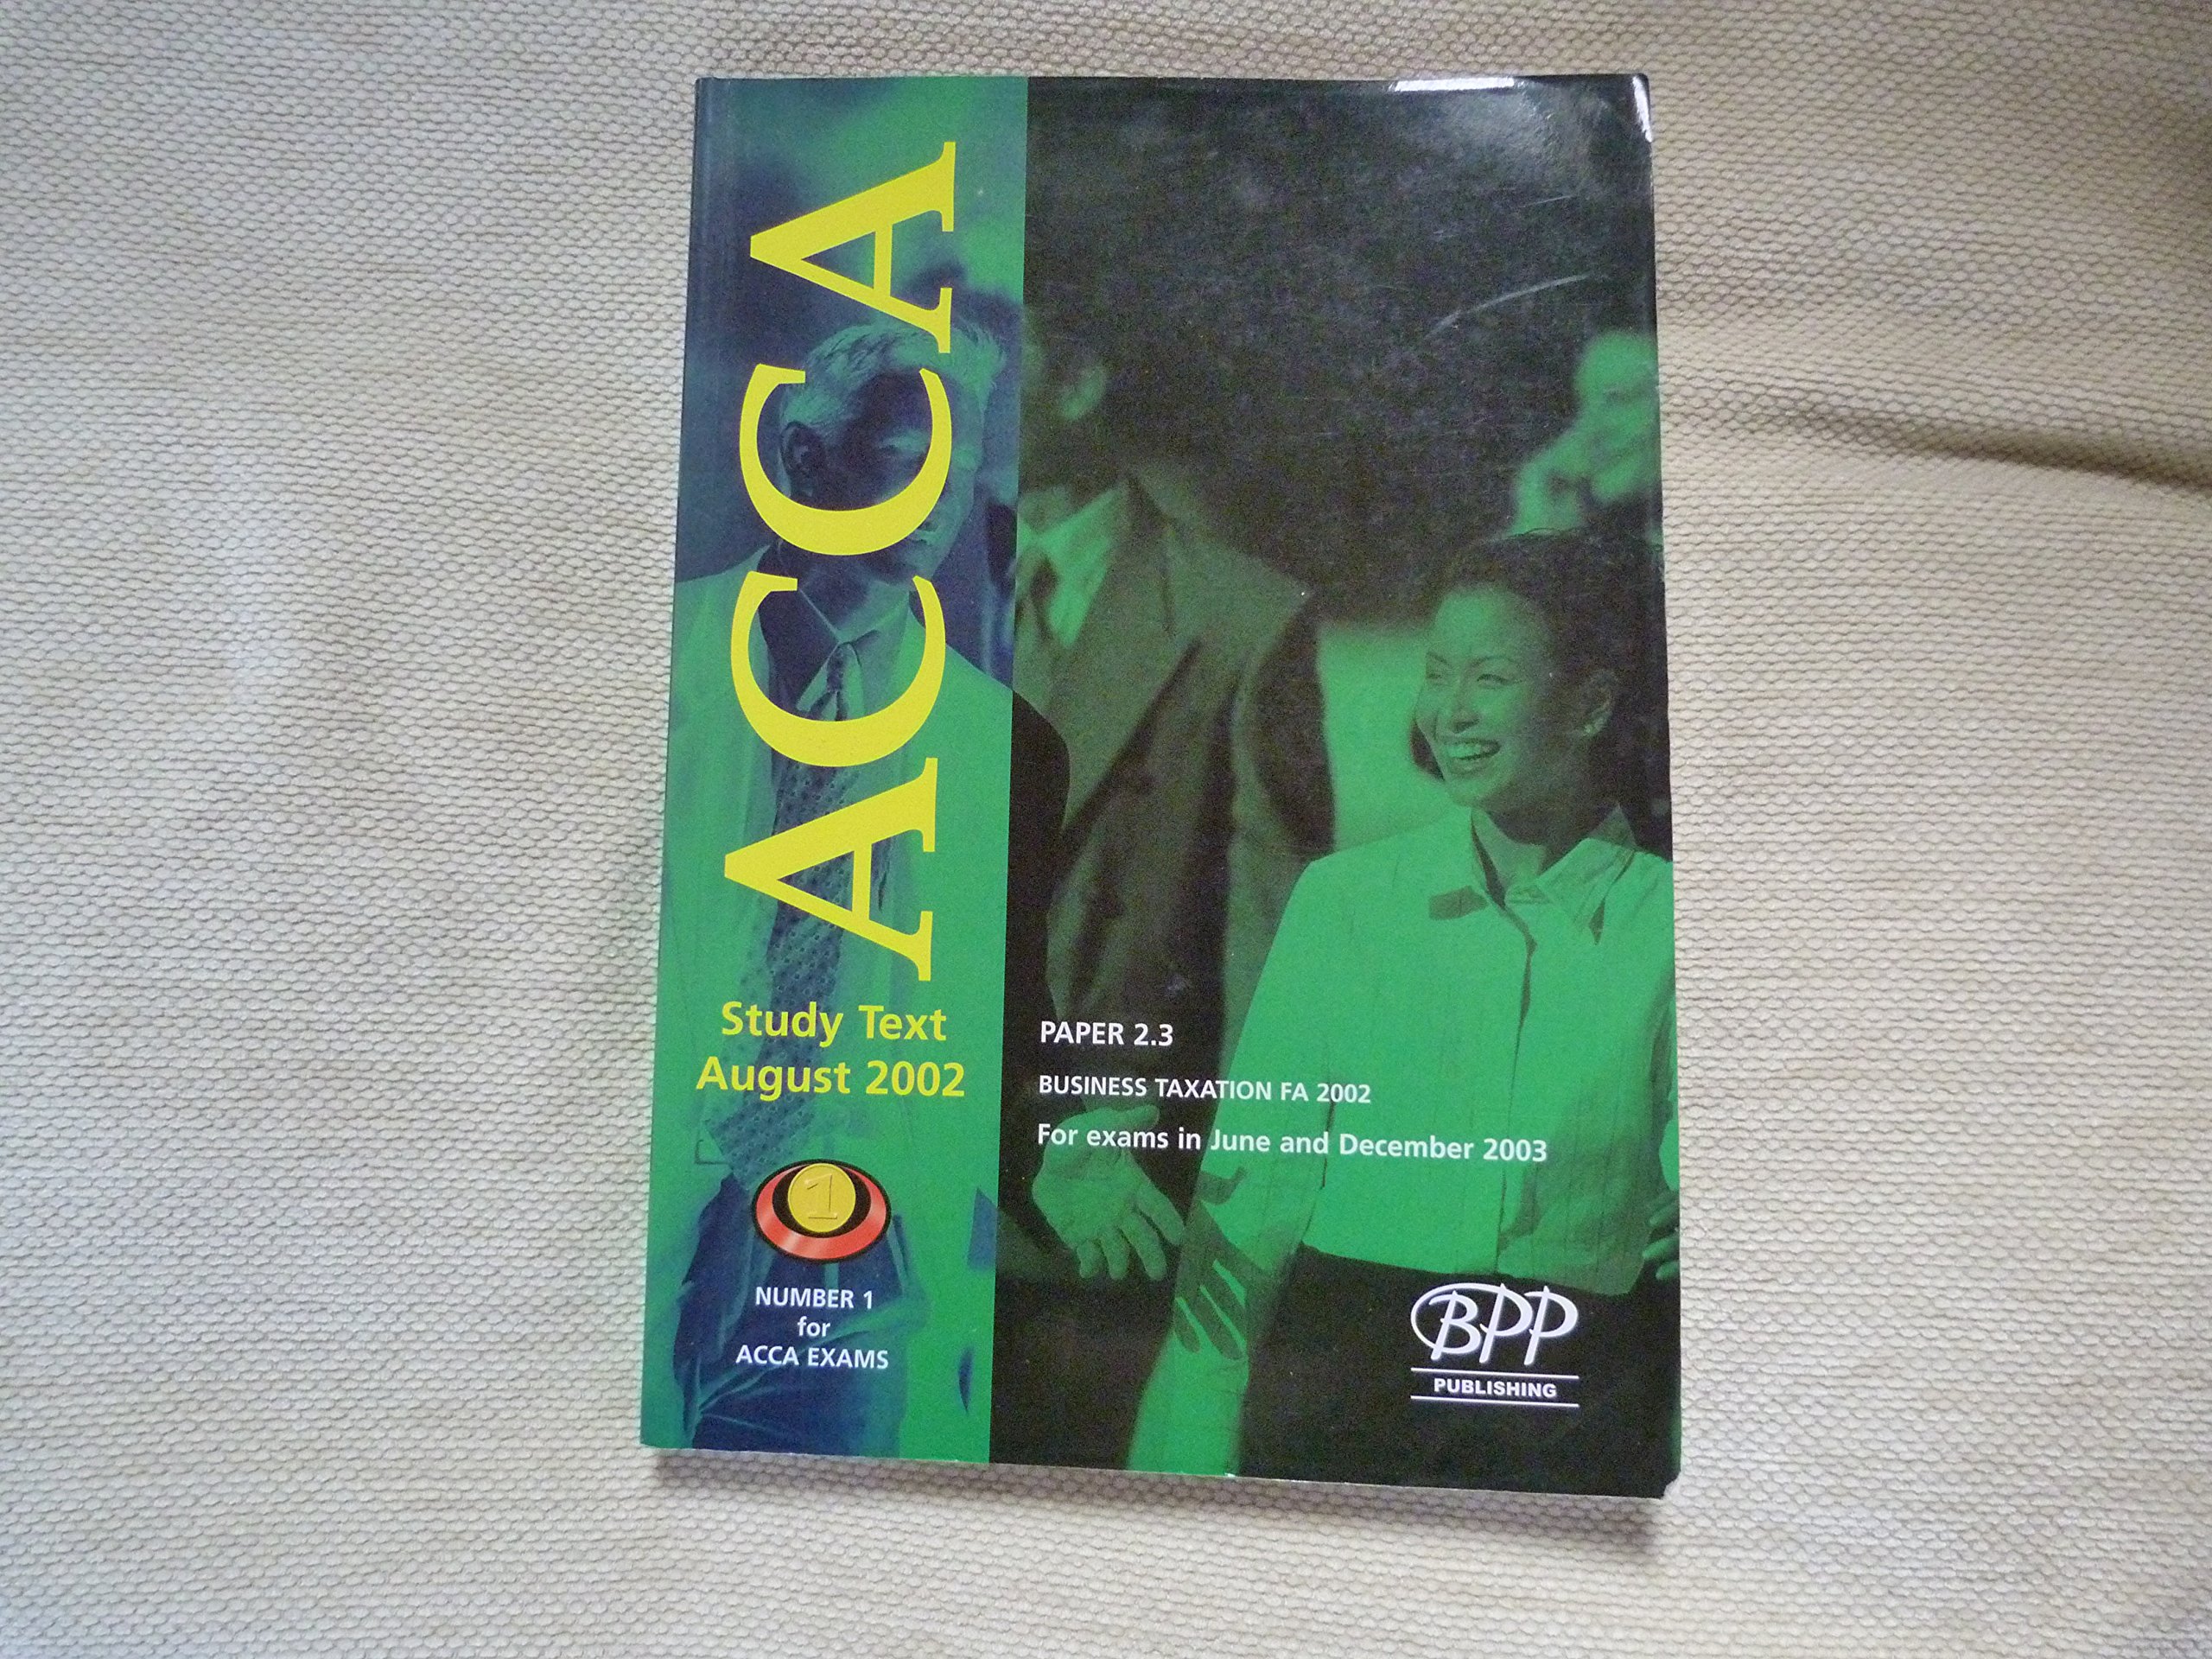 ACCA
Study Text
August 2002
1
NUMBER 1
for
ACCA EXAMS
PAPER 2.3
BUSINESS TAXATION FA 2002
For exams in June and December 2003
BPP
PUBLISHING